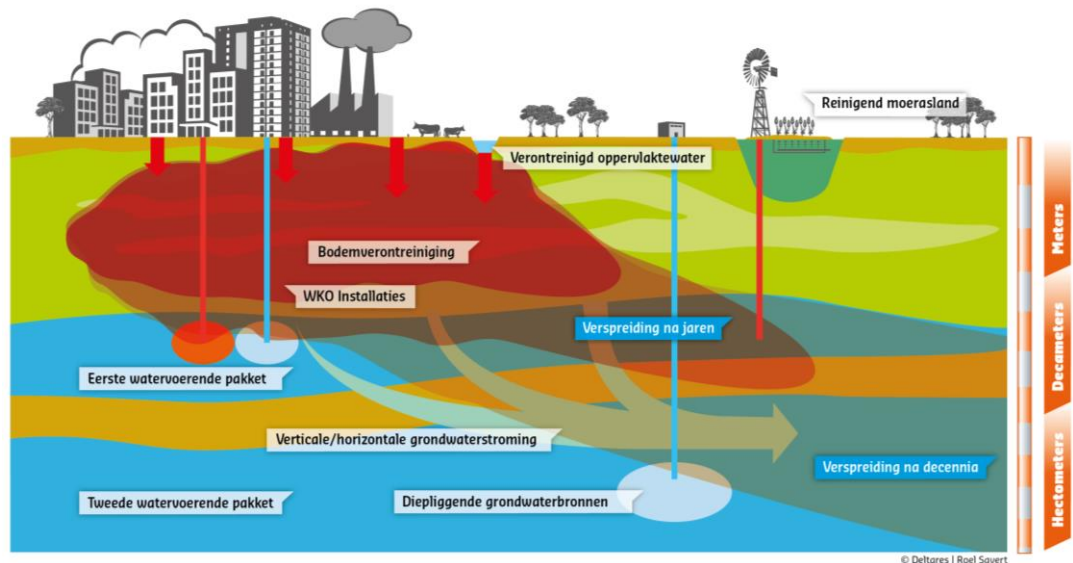 Reinigend moerasland
Verontreinigd oppervlaktewater
Bodemverontreiniging
WKO Installaties
Verspreiding na jaren
Eerste watervoerende pakket
Verticale/horizontale grondwaterstroming
Verspreiding na decennia
Tweede watervoerende pakket
Diepliggende grondwaterbronnen
Meters
Decameters
Hectometers
© Deltares | Roel Savert